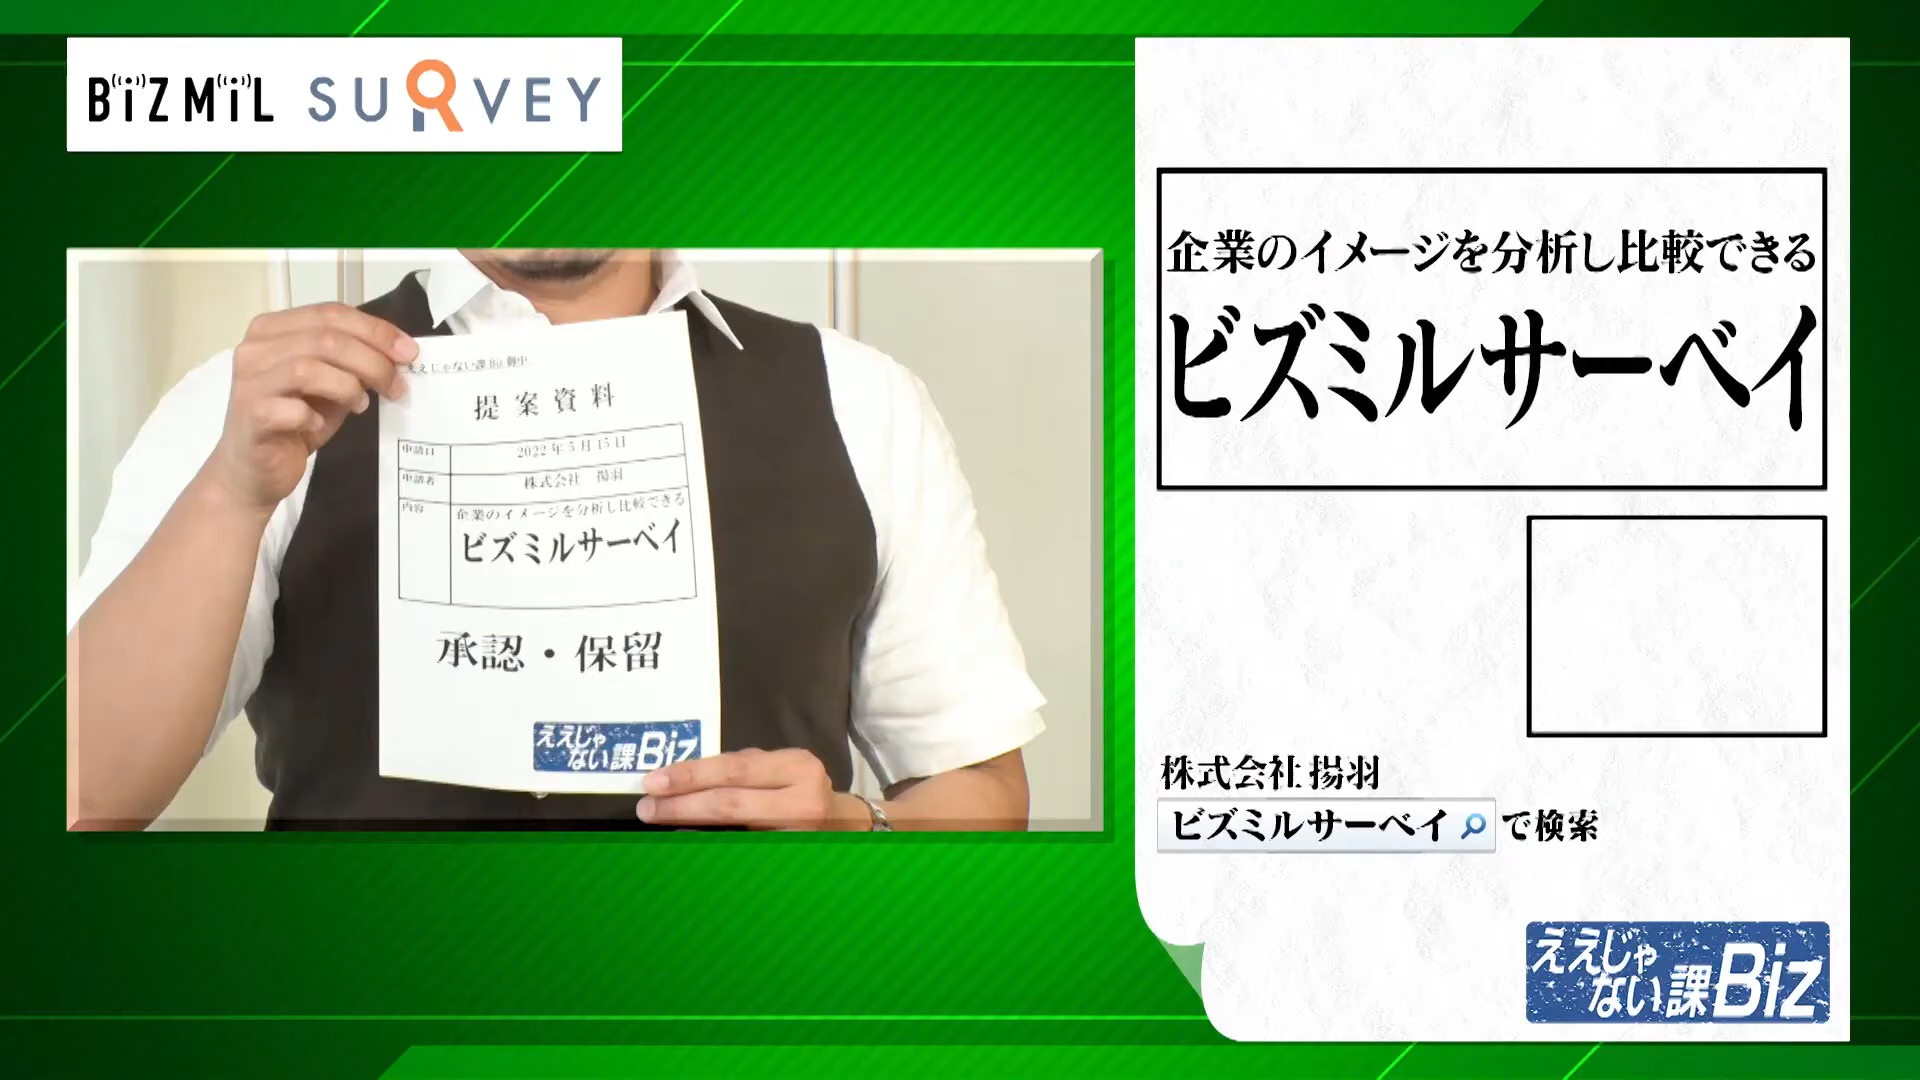 BiZMiL SURVEY
ええじゃない課Biz 御中
提案資料
申請日 2022年5月15日
申請者 株式会社 揚羽
内容 企業のイメージを分析し比較できる
ビズミルサーベイ
承認・保留
ええじゃ
ない課Biz
企業のイメージを分析し比較できる
ビズミルサーベイ
株式会社 揚羽
ビズミルサーベイ で検索
ええじゃ
ない課Biz